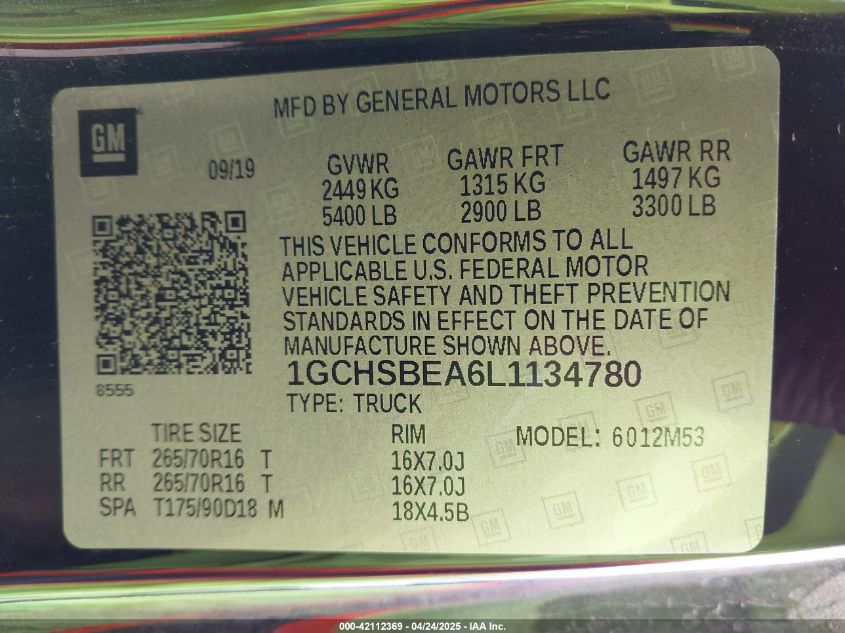 MFD BY GENERAL MOTORS LLC
GM
09/19
GVWR GAWR FRT GAWR RR
2449 KG 1315 KG 1497 KG
5400 LB 2900 LB 3300 LB
THIS VEHICLE CONFORMS TO ALL
APPLICABLE U.S. FEDERAL MOTOR
VEHICLE SAFETY AND THEFT PREVENTION
STANDARDS IN EFFECT ON THE DATE OF
MANUFACTURE SHOWN ABOVE.
8555
1GCHSBEA6L1134780
TYPE: TRUCK
TIRE SIZE RIM MODEL: 6012M53
FRT 265/70R16 T 16X7.0J
RR 265/70R16 T 16X7.0J
SPA T175/90D18 M 18X4.5B
000-42112369 - 04/24/2025 - IAA Inc.